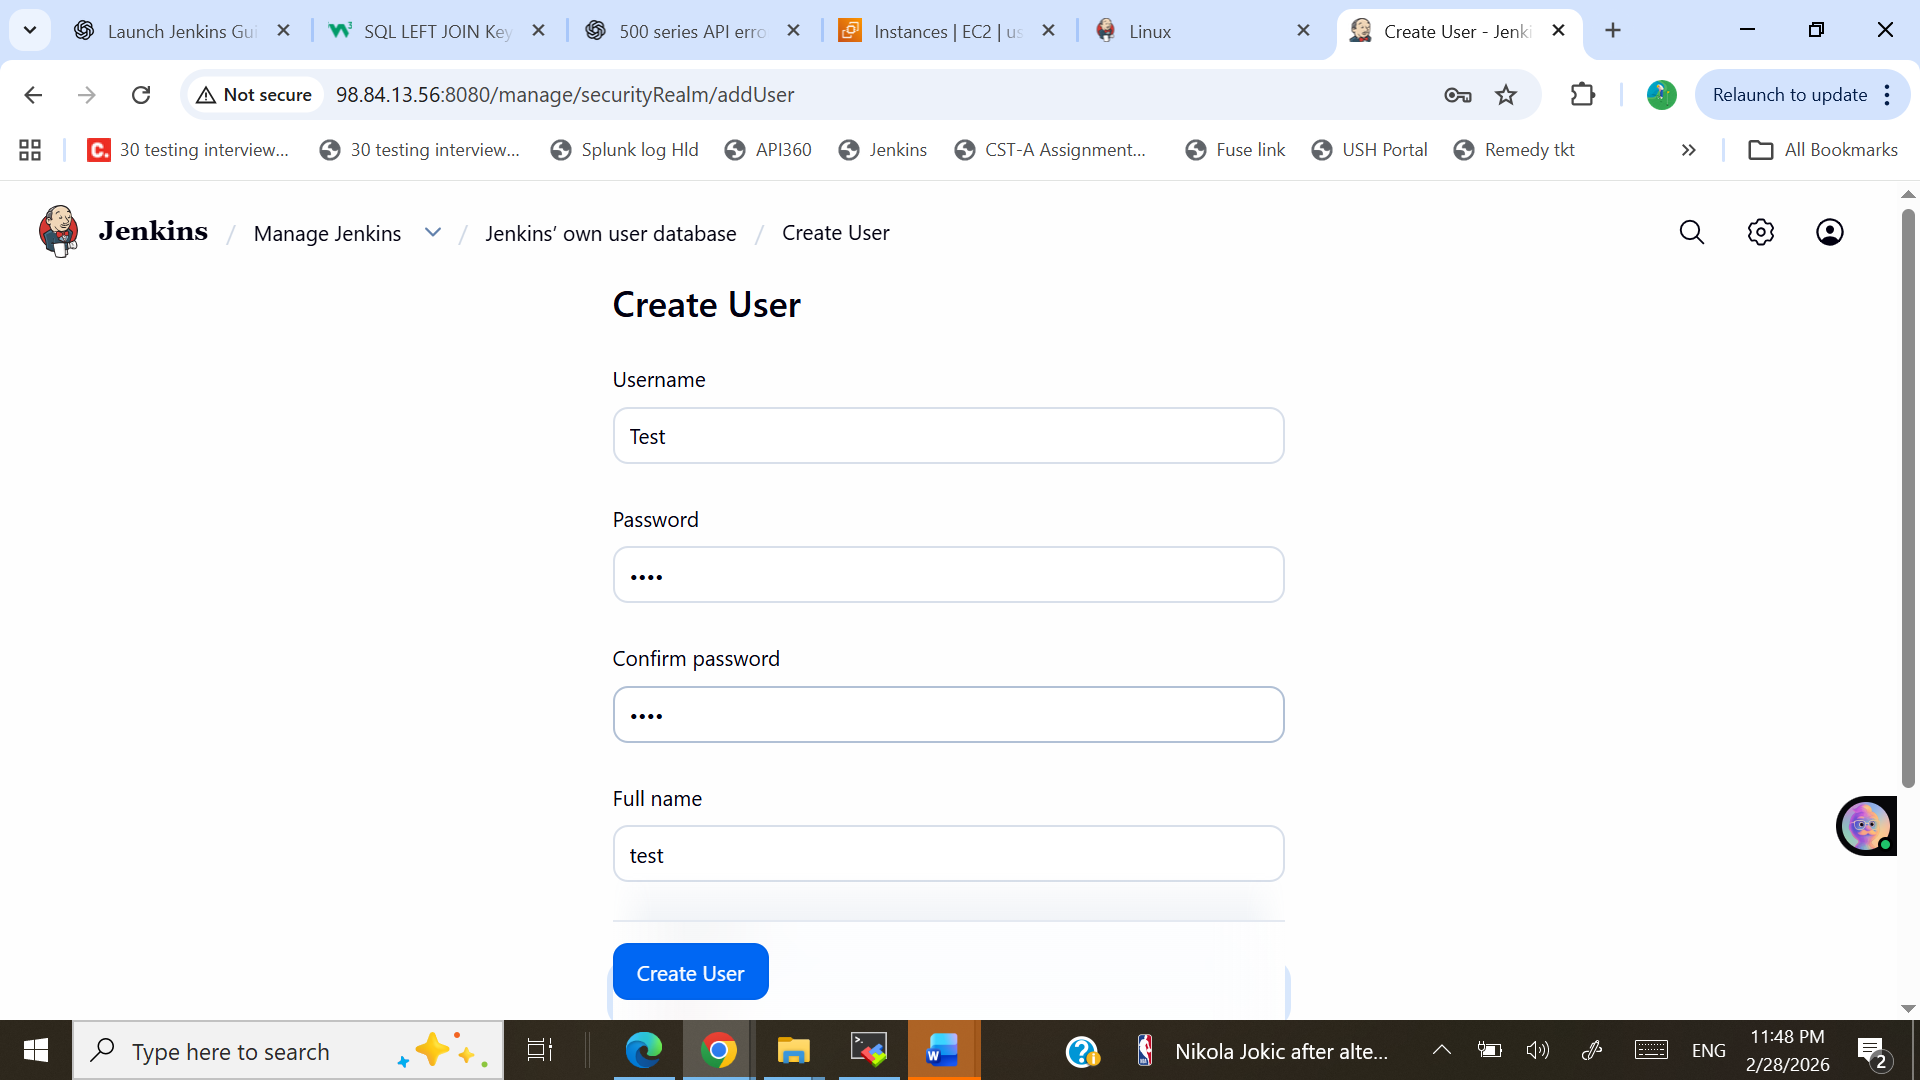 Launch Jenkins Gui
SQL LEFT JOIN Key
500 series API erro
Instances | EC2 | us
Linux
Create User - Jenki
Not secure
98.84.13.56:8080/manage/securityRealm/addUser
Relaunch to update
30 testing interview...
30 testing interview...
Splunk log Hld
API360
Jenkins
CST-A Assignment...
Fuse link
USH Portal
Remedy tkt
»
All Bookmarks
Jenkins / Manage Jenkins / Jenkins’ own user database / Create User
Create User
Username
Test
Password
••••
Confirm password
••••
Full name
test
Create User
Type here to search
Nikola Jokic after alte...
ENG
11:48 PM
2/28/2026
2